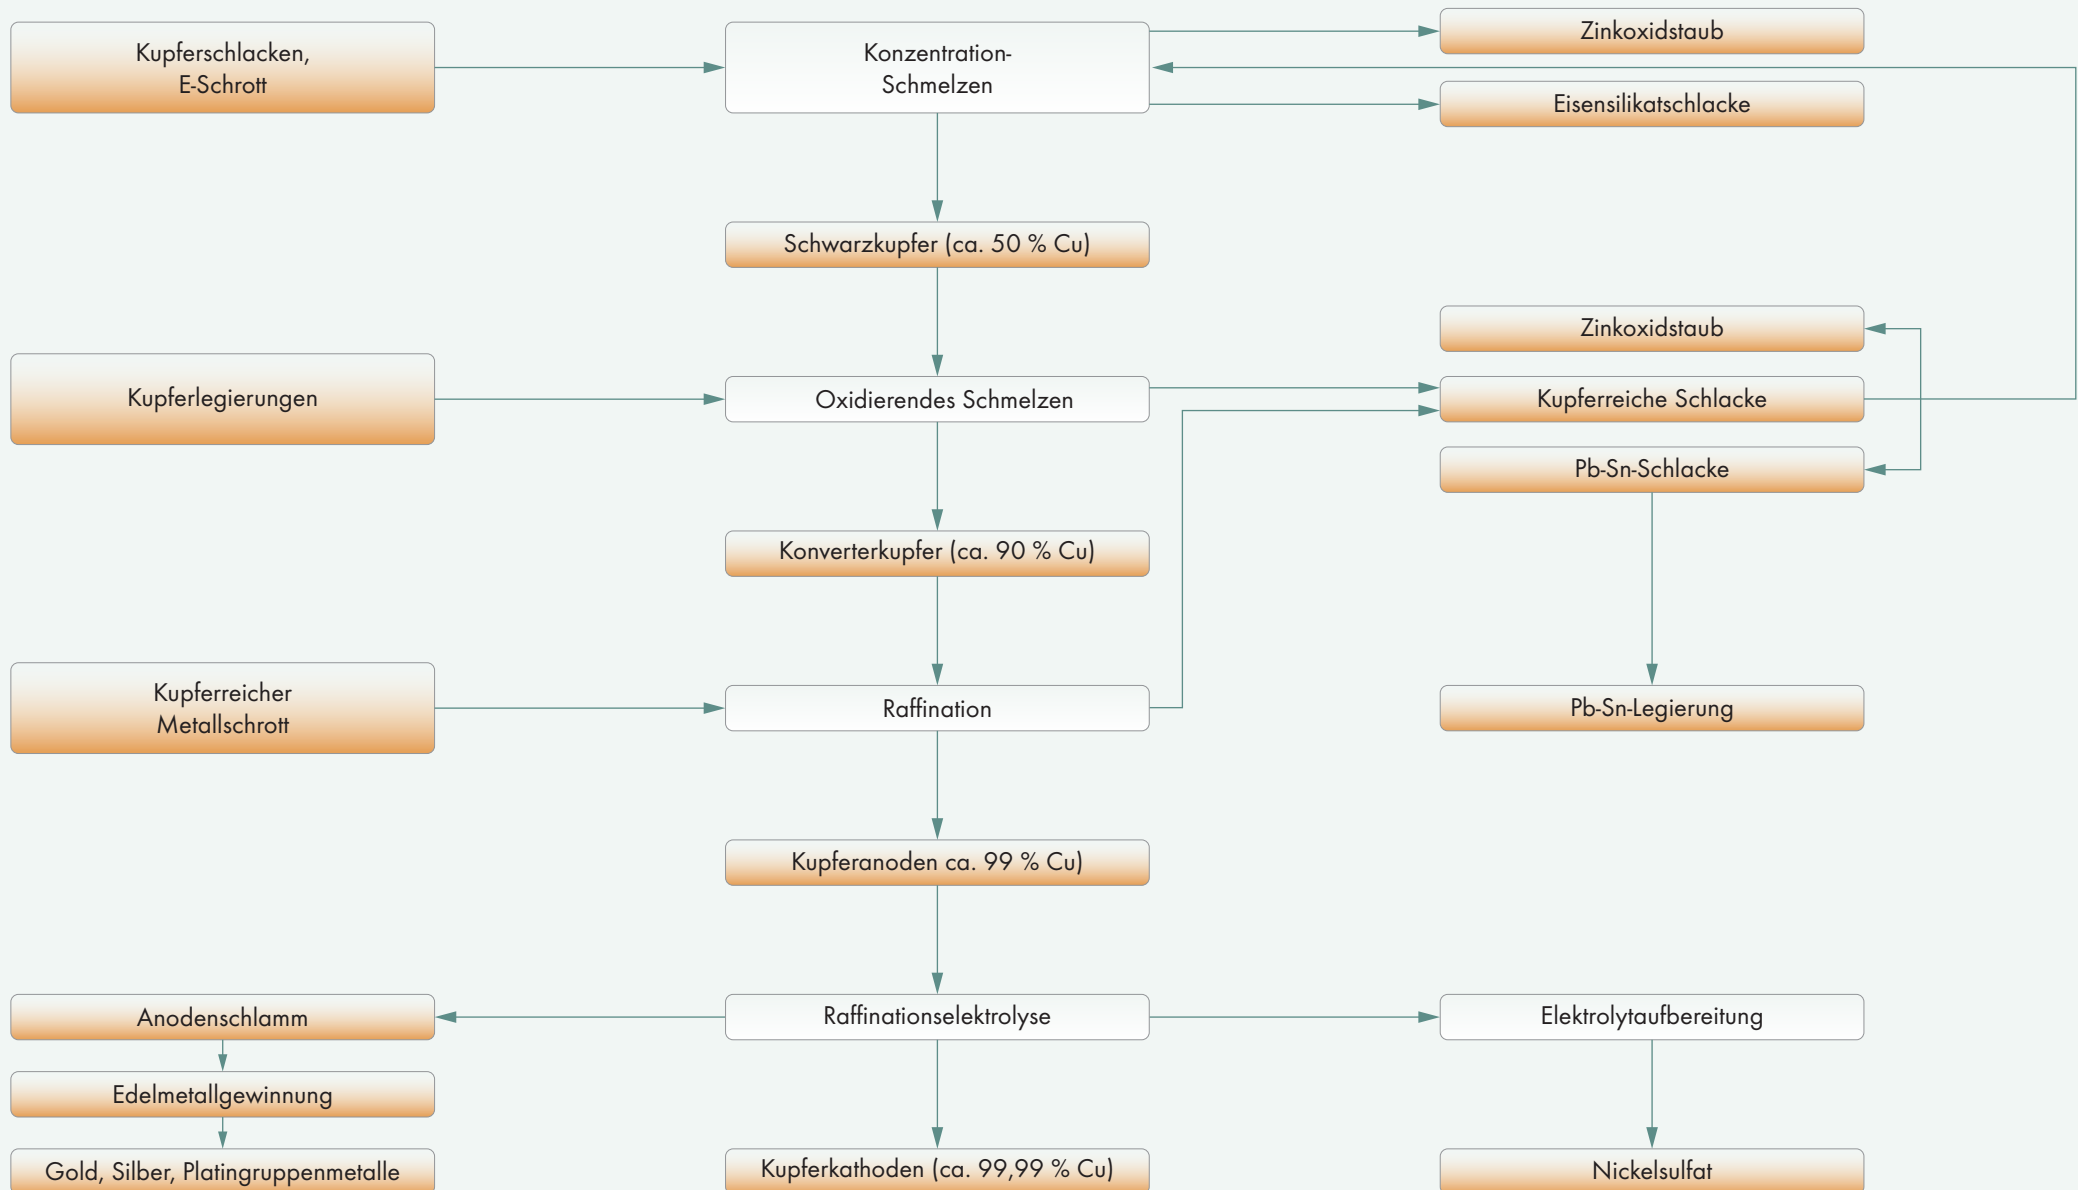 Kupferschlacken,
E-Schrott
Konzentration-
Schmelzen
Zinkoxidstaub
Eisensilikatschlacke
Schwarzkupfer (ca. 50 % Cu)
Zinkoxidstaub
Kupferlegierungen
Oxidierendes Schmelzen
Kupferreiche Schlacke
Pb-Sn-Schlacke
Konverterkupfer (ca. 90 % Cu)
Kupferreicher
Metallschrott
Raffination
Pb-Sn-Legierung
Kupferanoden ca. 99 % Cu)
Anodenschlamm
Raffinationselektrolyse
Elektrolytaufbereitung
Edelmetallgewinnung
Gold, Silber, Platingruppenmetalle
Kupferkathoden (ca. 99,99 % Cu)
Nickelsulfat